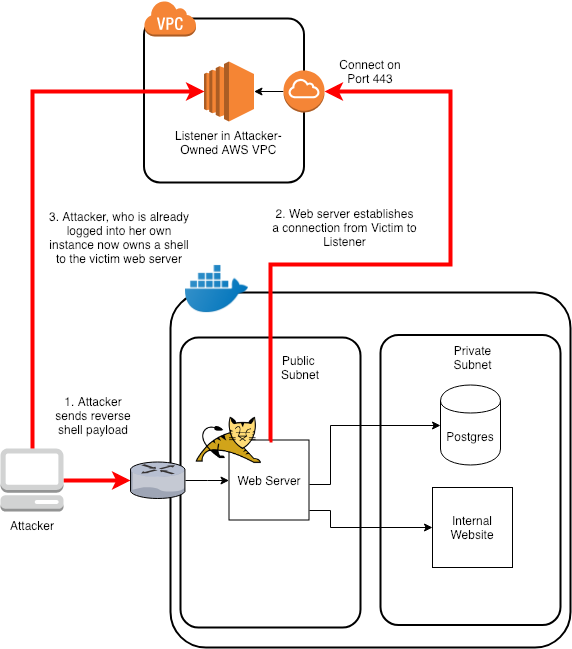 VPC
Connect on
Port 443
Listener in Attacker-
Owned AWS VPC
3. Attacker, who is already
logged into her own
instance now owns a shell
to the victim web server
2. Web server establishes
a connection from Victim to
Listener
Public
Subnet
Private
Subnet
1. Attacker
sends reverse
shell payload
Postgres
Web Server
Internal
Website
Attacker